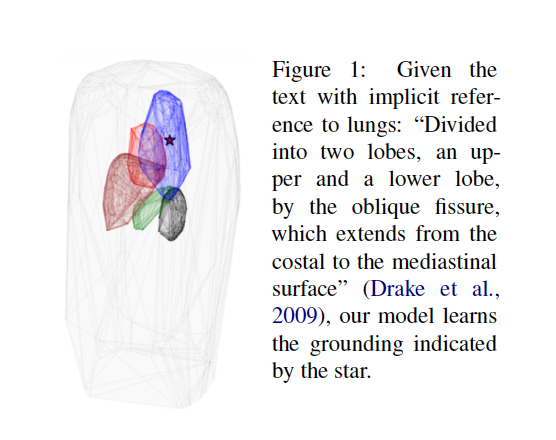 Figure 1: Given the
text with implicit refer-
ence to lungs: “Divided
into two lobes, an up-
per and a lower lobe,
by the oblique fissure,
which extends from the
costal to the mediastinal
surface” (Drake et al.,
2009), our model learns
the grounding indicated
by the star.